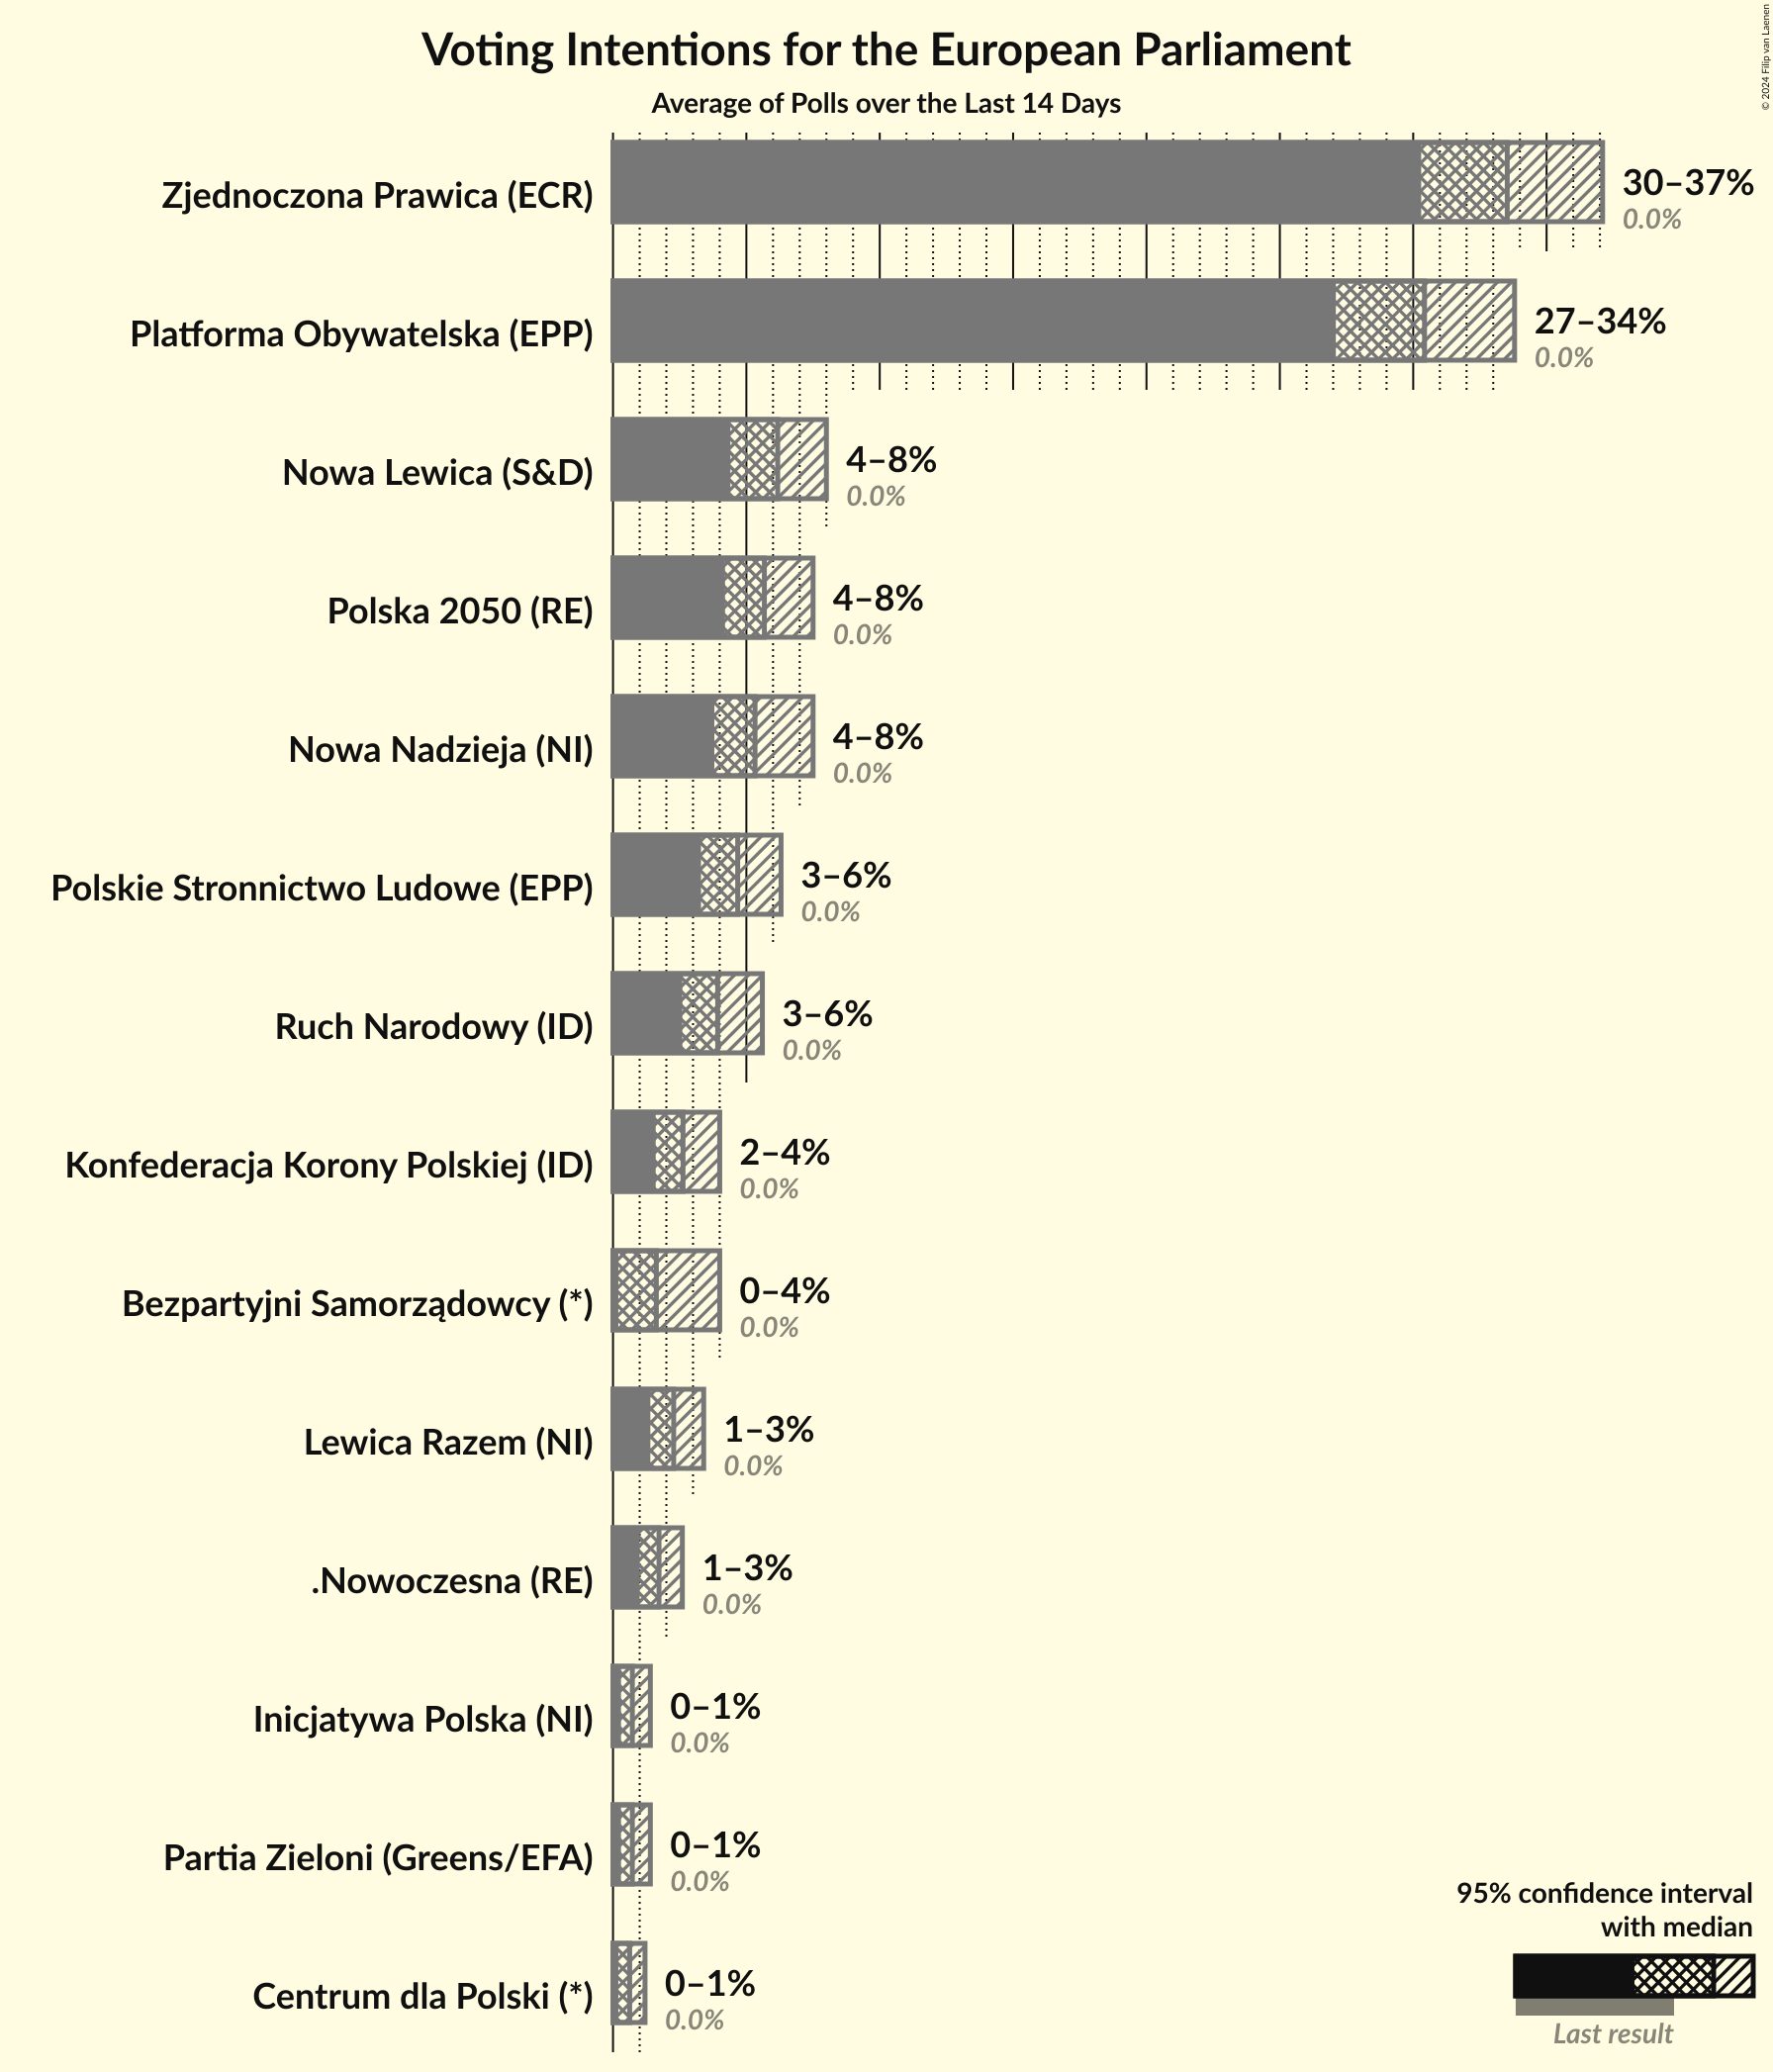 © 2024 Filip van Laenen
Voting Intentions for the European Parliament
Average of Polls over the Last 14 Days
Zjednoczona Prawica (ECR)
30–37%
0.0%
Platforma Obywatelska (EPP)
27–34%
0.0%
Nowa Lewica (S&D)
4–8%
0.0%
Polska 2050 (RE)
4–8%
0.0%
Nowa Nadzieja (NI)
4–8%
0.0%
Polskie Stronnictwo Ludowe (EPP)
3–6%
0.0%
Ruch Narodowy (ID)
3–6%
0.0%
Konfederacja Korony Polskiej (ID)
2–4%
0.0%
Bezpartyjni Samorządowcy (*)
0–4%
0.0%
Lewica Razem (NI)
1–3%
0.0%
.Nowoczesna (RE)
1–3%
0.0%
Inicjatywa Polska (NI)
0–1%
0.0%
Partia Zieloni (Greens/EFA)
0–1%
0.0%
Centrum dla Polski (*)
0–1%
0.0%
95% confidence interval
with median
Last result